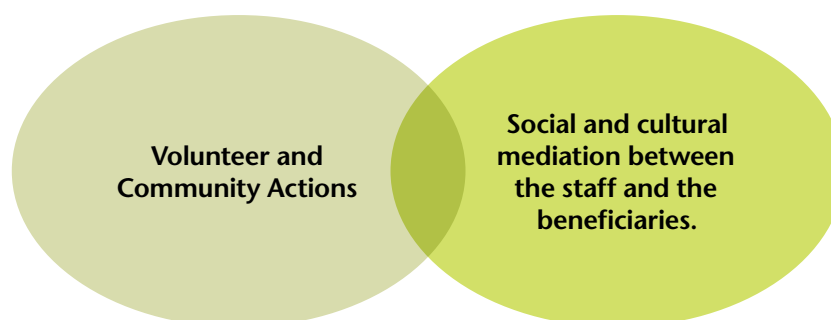 Volunteer and
Community Actions
Social and cultural
mediation between
the staff and the
beneficiaries.